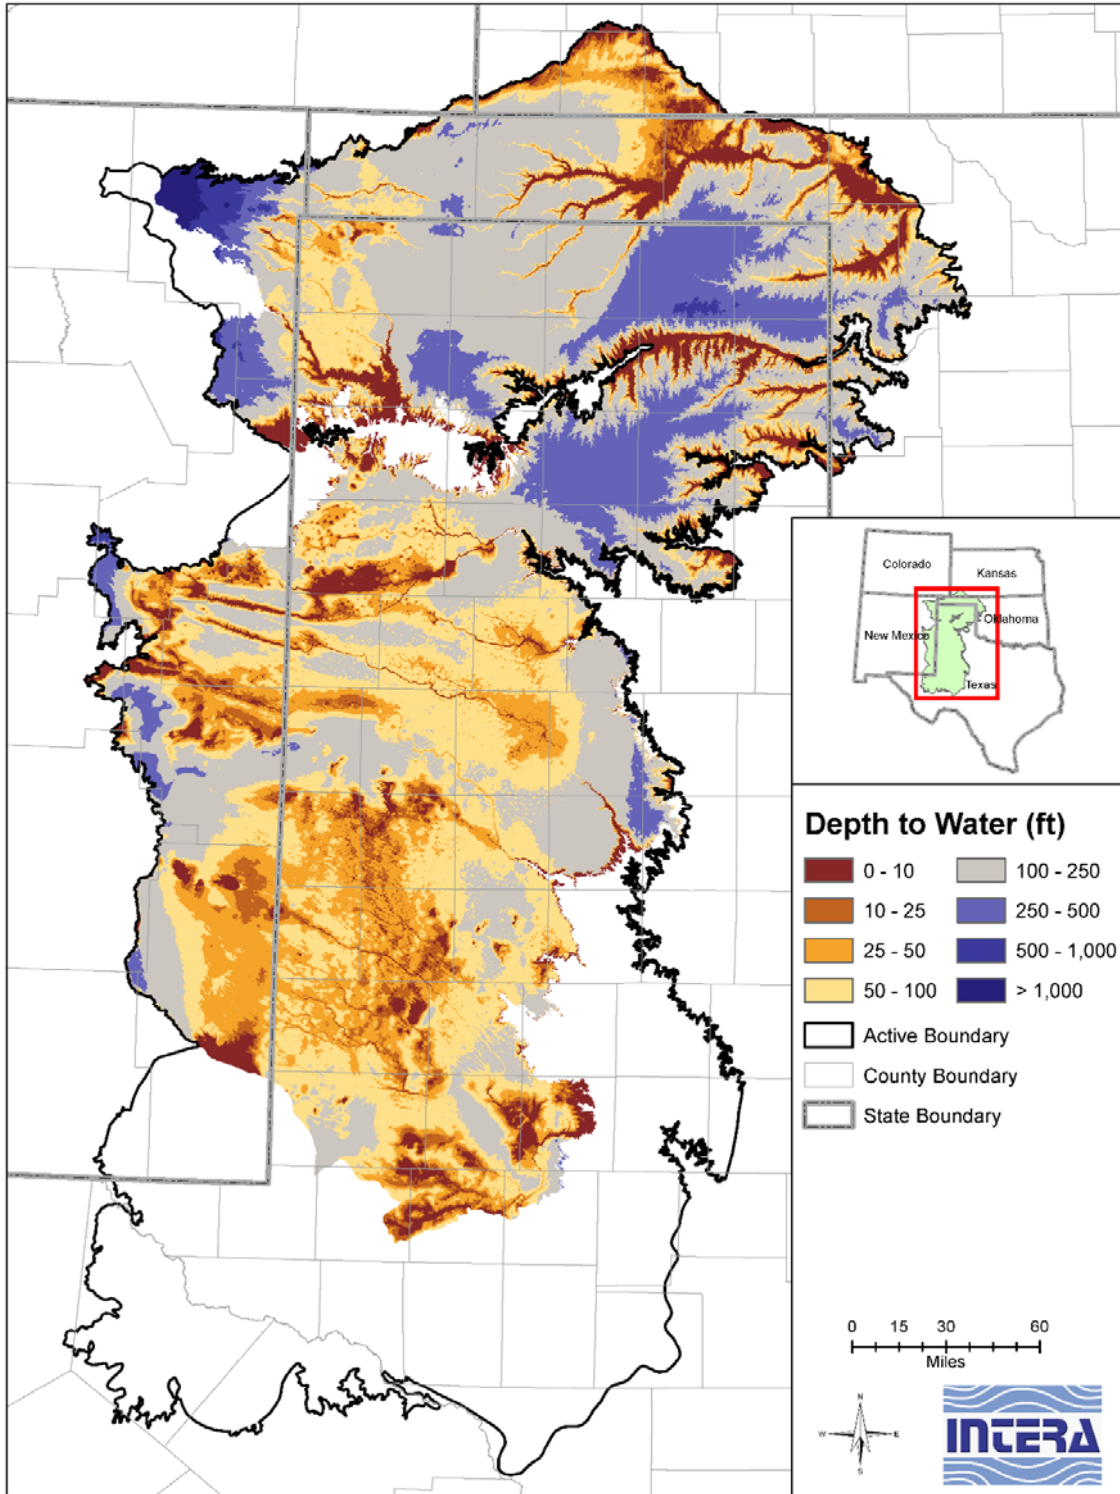 Colorado
Kansas
New Mexico
Oklahoma
Texas
Depth to Water (ft)
0 - 10
100 - 250
10 - 25
250 - 500
25 - 50
500 - 1,000
50 - 100
> 1,000
Active Boundary
County Boundary
State Boundary
0 15 30 60
Miles
N
W E
S
INTERA